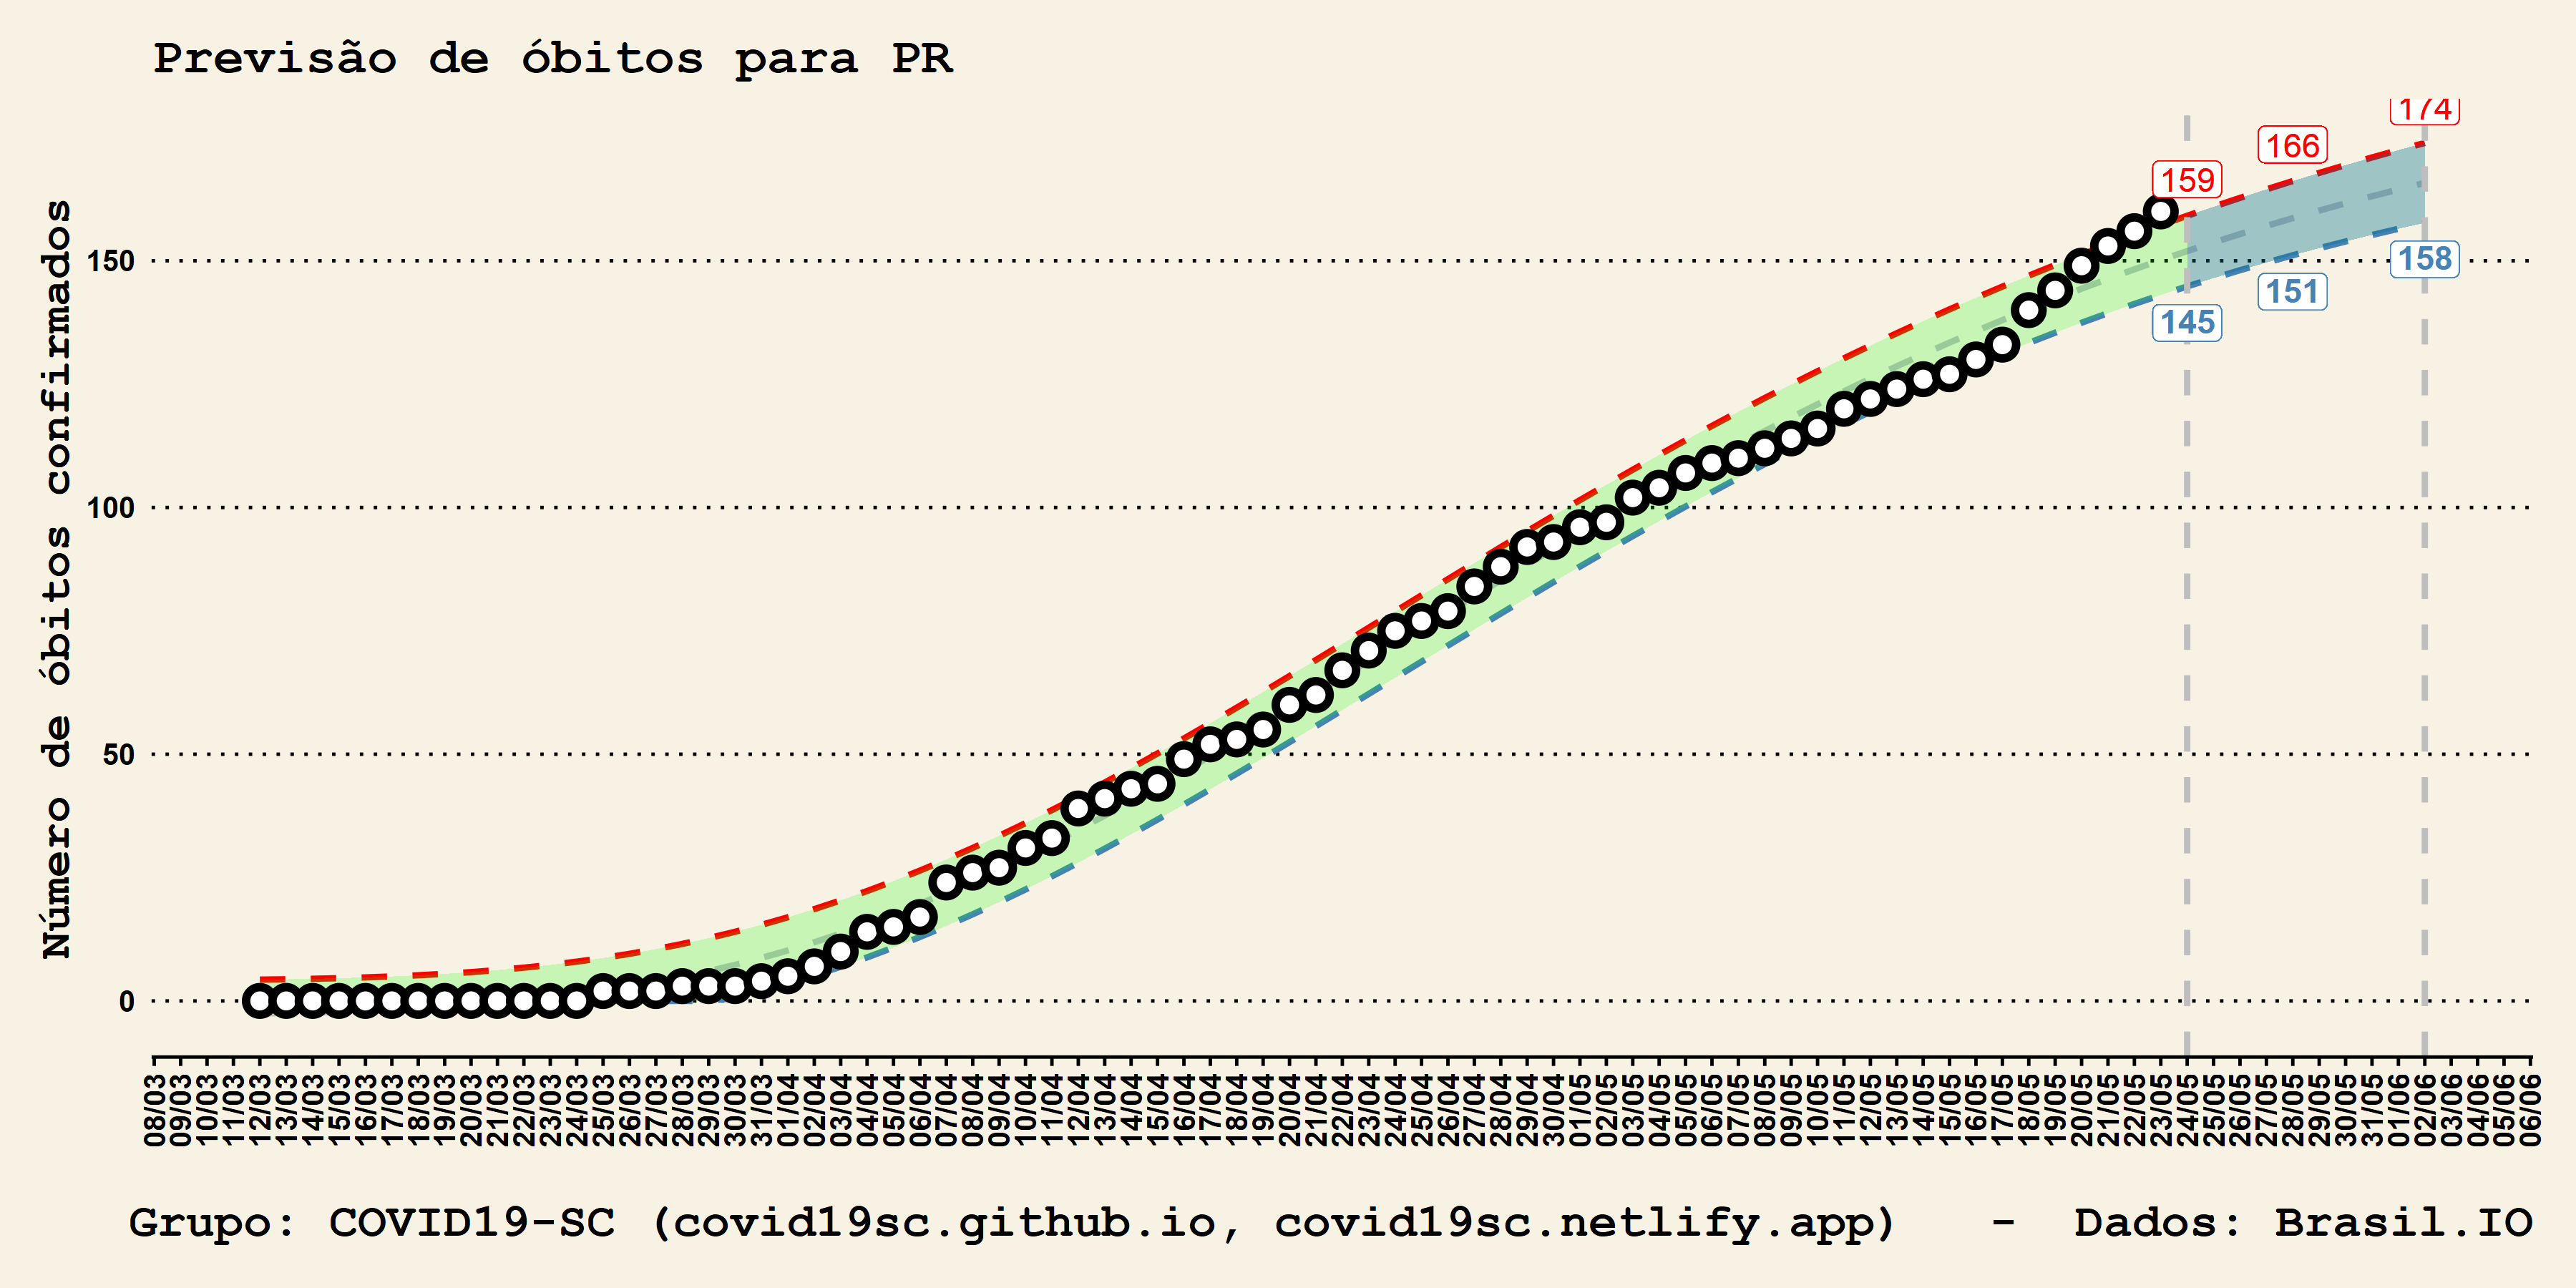 Previsão de óbitos para PR
Número de óbitos confirmados
174
166
159
150
158
151
145
100
50
0
08/03 09/03 10/03 11/03 12/03 13/03 14/03 15/03 16/03 17/03 18/03 19/03 20/03 21/03 22/03 23/03 24/03 25/03 26/03 27/03 28/03 29/03 30/03 31/03 01/04 02/04 03/04 04/04 05/04 06/04 07/04 08/04 09/04 10/04 11/04 12/04 13/04 14/04 15/04 16/04 17/04 18/04 19/04 20/04 21/04 22/04 23/04 24/04 25/04 26/04 27/04 28/04 29/04 30/04 01/05 02/05 03/05 04/05 05/05 06/05 07/05 08/05 09/05 10/05 11/05 12/05 13/05 14/05 15/05 16/05 17/05 18/05 19/05 20/05 21/05 22/05 23/05 24/05 25/05 26/05 27/05 28/05 29/05 30/05 31/05 01/06 02/06 03/06 04/06 05/06 06/06
Grupo: COVID19-SC (covid19sc.github.io, covid19sc.netlify.app) - Dados: Brasil.IO